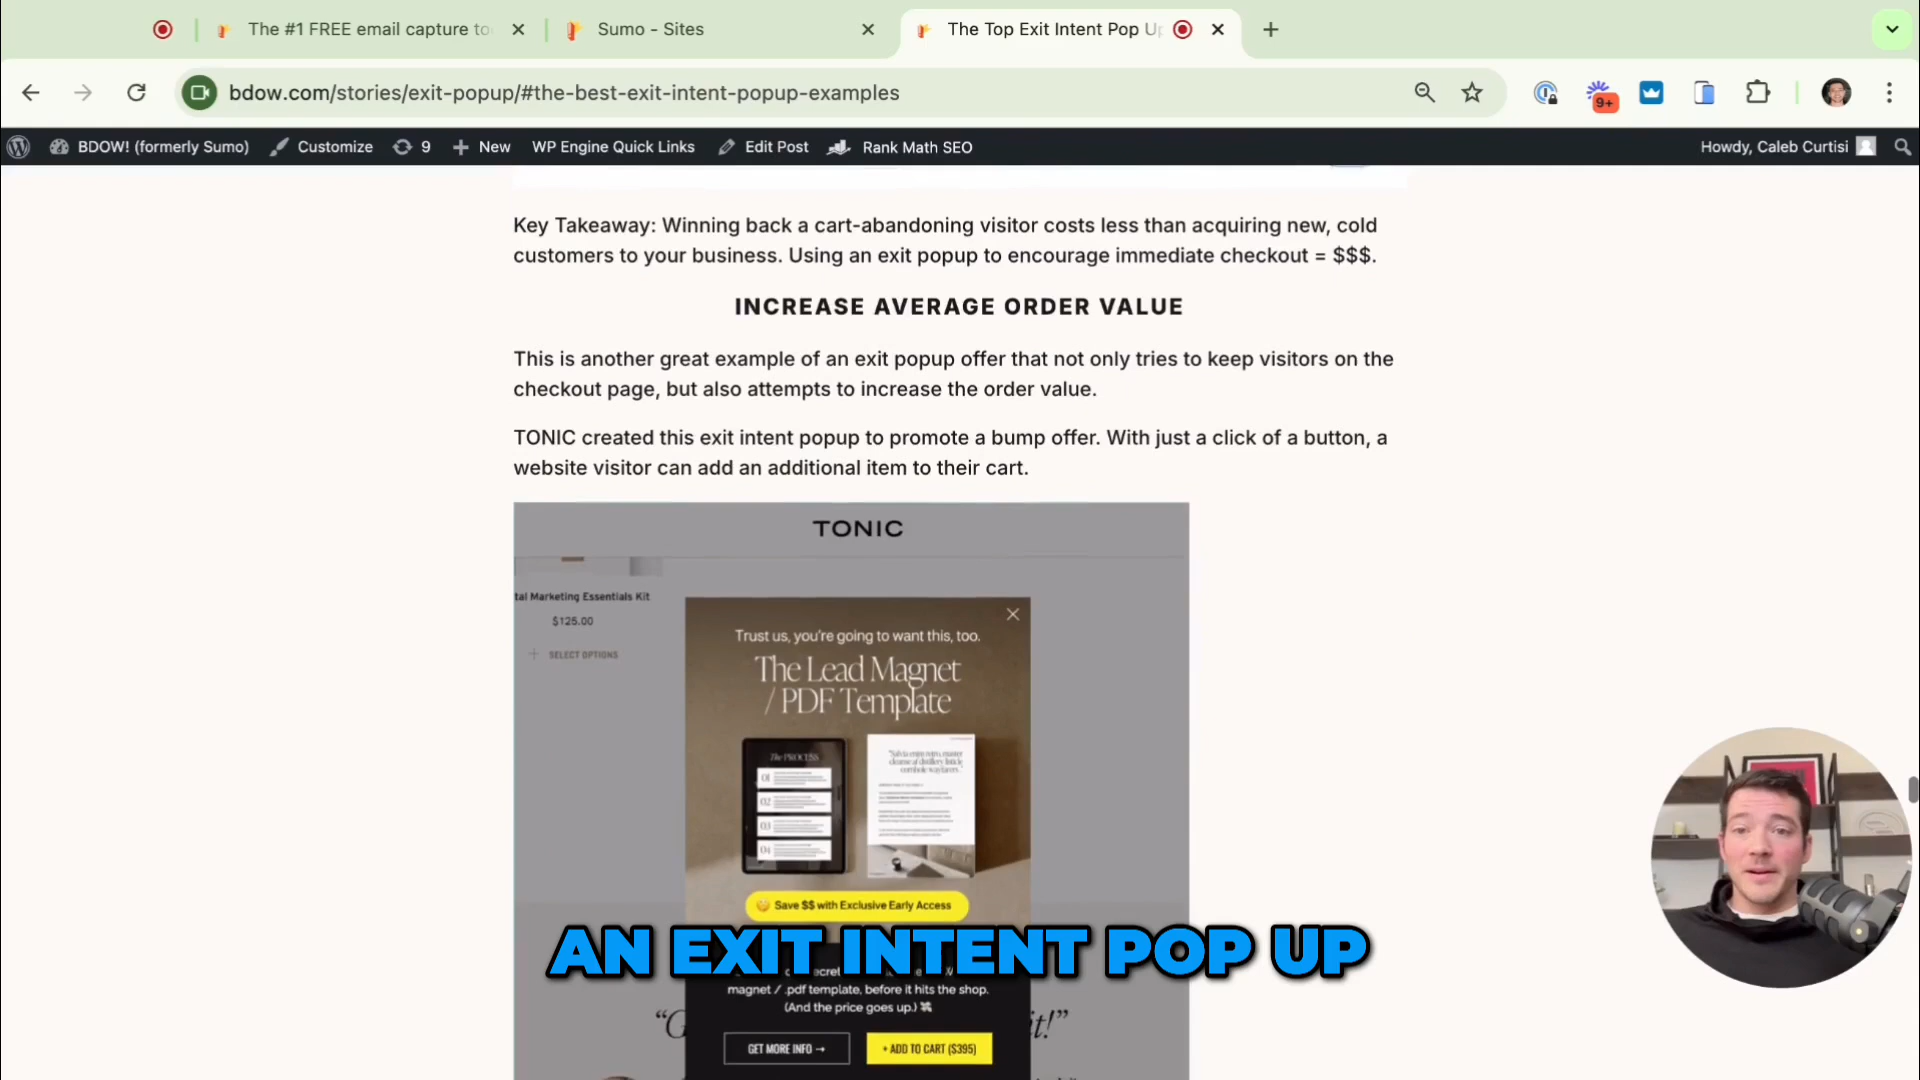 The #1 FREE email capture to
Sumo - Sites
The Top Exit Intent Pop Up
bdow.com/stories/exit-popup/#the-best-exit-intent-popup-examples
9+
BDOW! (formerly Sumo)
Customize
9
New
WP Engine Quick Links
Edit Post
Rank Math SEO
Howdy, Caleb Curtisi
Key Takeaway: Winning back a cart-abandoning visitor costs less than acquiring new, cold
customers to your business. Using an exit popup to encourage immediate checkout = $$$.
INCREASE AVERAGE ORDER VALUE
This is another great example of an exit popup offer that not only tries to keep visitors on the
checkout page, but also attempts to increase the order value.
TONIC created this exit intent popup to promote a bump offer. With just a click of a button, a
website visitor can add an additional item to their cart.
TONIC
tal Marketing Essentials Kit
$125.00
+ SELECT OPTIONS
Trust us, you're going to want this, too.
The Lead Magnet
/ PDF Template
The PROCESS
01
02
03
04
Save $$ with Exclusive Early Access
AN EXIT INTENT POP UP
magnet / .pdf template, before it hits the shop.
(And the price goes up.)
GET MORE INFO →
+ ADD TO CART ($395)
it!”